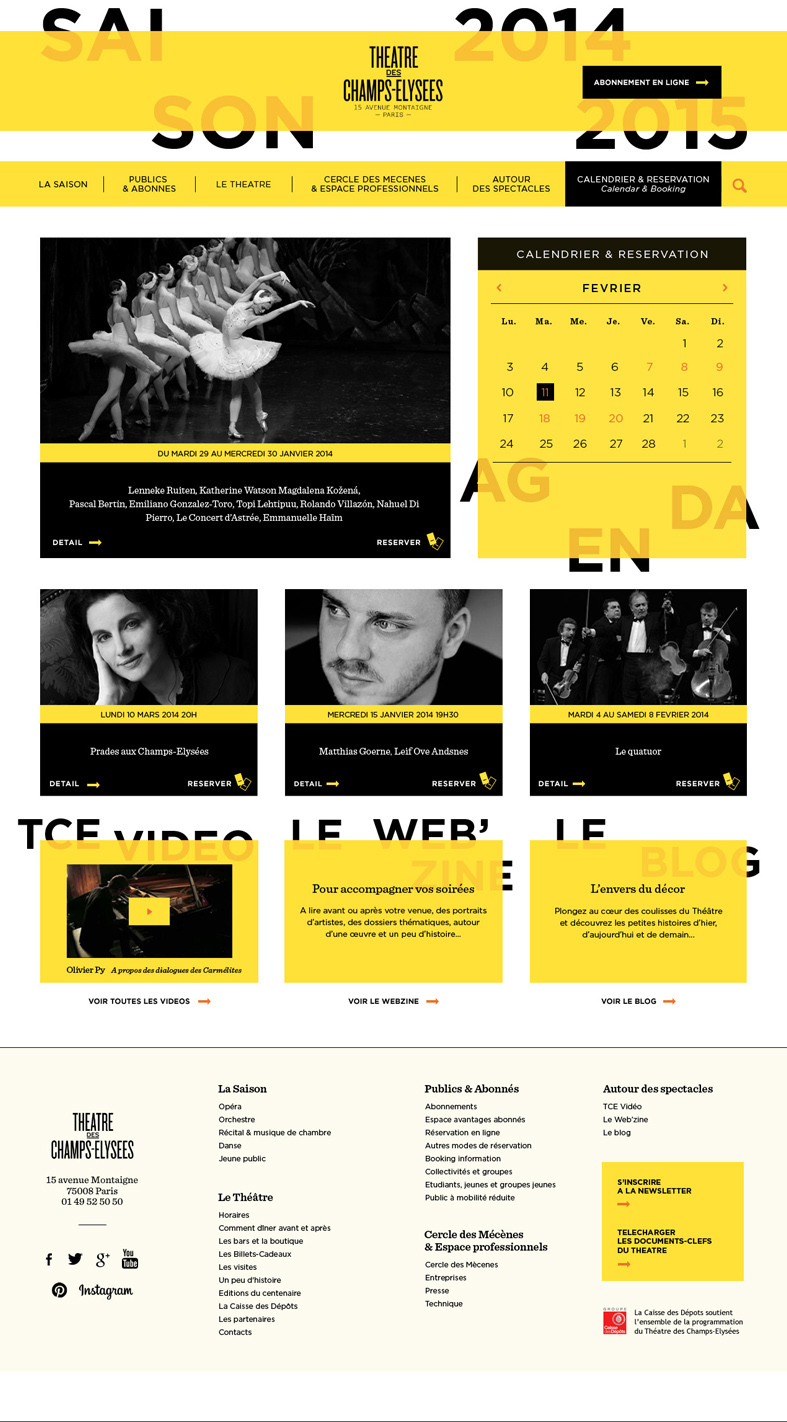 SAI
2014
SON
2015
THEATRE
DES
CHAMPS-ELYSEES
15 AVENUE MONTAIGNE
— PARIS —
ABONNEMENT EN LIGNE
LA SAISON
PUBLICS
& ABONNES
LE THEATRE
CERCLE DES MECENES
& ESPACE PROFESSIONNELS
AUTOUR
DES SPECTACLES
CALENDRIER & RESERVATION
Calendar & Booking
DU MARDI 29 AU MERCREDI 30 JANVIER 2014
Lenneke Ruiten, Katherine Watson Magdalena Kožená,
Pascal Bertin, Emiliano Gonzalez-Toro, Topi Lehtipuu, Rolando Villazón, Nahuel Di
Pierro, Le Concert d'Astrée, Emmanuelle Haïm
DETAIL
RESERVER
CALENDRIER & RESERVATION
FEVRIER
Lu. Ma. Me. Je. Ve. Sa. Di.
1 2
3 4 5 6 7 8 9
10 11 12 13 14 15 16
17 18 19 20 21 22 23
24 25 26 27 28 1 2
AG
DA
EN
LUNDI 10 MARS 2014 20H
Prades aux Champs-Elysées
DETAIL
RESERVER
MERCREDI 15 JANVIER 2014 19H30
Matthias Goerne, Leif Ove Andsnes
DETAIL
RESERVER
MARDI 4 AU SAMEDI 8 FEVRIER 2014
Le quatuor
DETAIL
RESERVER
TCE VIDEO
Olivier Py A propos des dialogues des Carmélites
VOIR TOUTES LES VIDEOS
LE WEB'
ZINE
Pour accompagner vos soirées
A lire avant ou après votre venue, des portraits
d'artistes, des dossiers thématiques, autour
d'une œuvre et un peu d'histoire...
VOIR LE WEBZINE
LE
BLOG
L'envers du décor
Plongez au cœur des coulisses du Théâtre
et découvrez les petites histoires d'hier,
d'aujourd'hui et de demain...
VOIR LE BLOG
THEATRE
DES
CHAMPS-ELYSEES
15 avenue Montaigne
75008 Paris
01 49 52 50 50
f
g+
You
Tube
Instagram
La Saison
Opéra
Orchestre
Récital & musique de chambre
Danse
Jeune public
Le Théâtre
Horaires
Comment dîner avant et après
Les bars et la boutique
Les Billets-Cadeaux
Les visites
Un peu d'histoire
Editions du centenaire
La Caisse des Dépôts
Les partenaires
Contacts
Publics & Abonnés
Abonnements
Espace avantages abonnés
Réservation en ligne
Autres modes de réservation
Booking information
Collectivités et groupes
Etudiants, jeunes et groupes jeunes
Public à mobilité réduite
Cercle des Mécènes
& Espace professionnels
Cercle des Mècenes
Entreprises
Presse
Technique
Autour des spectacles
TCE Vidéo
Le Web'zine
Le blog
S'INSCRIRE
A LA NEWSLETTER
TELECHARGER
LES DOCUMENTS-CLEFS
DU THEATRE
GROUPE
Caisse
des Dépôts
La Caisse des Dépots soutient
l'ensemble de la programmation
du Théatre des Champs-Elysées